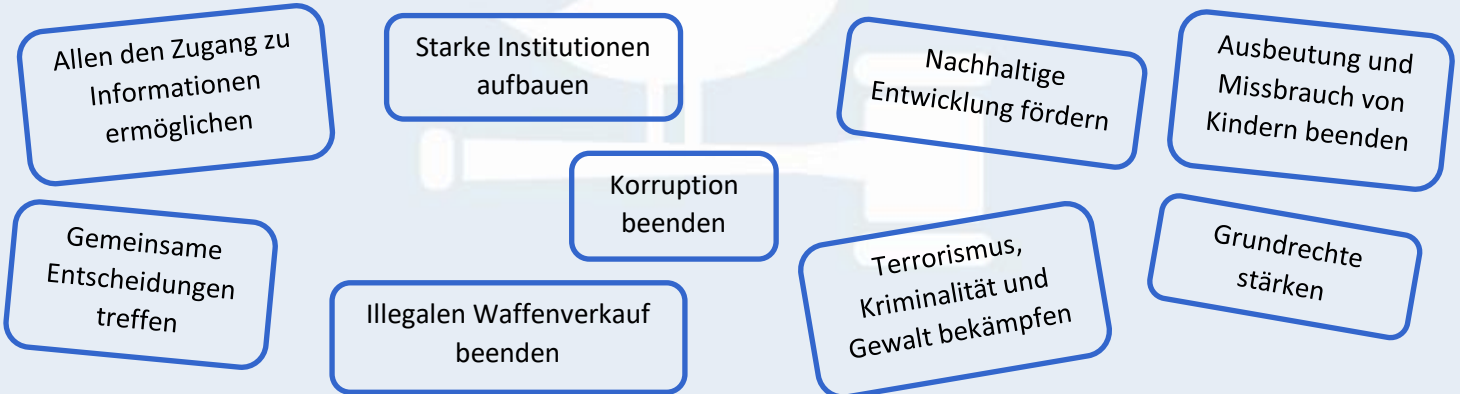 Allen den Zugang zu
Informationen
ermöglichen
Starke Institutionen
aufbauen
Nachhaltige
Entwicklung fördern
Ausbeutung und
Missbrauch von
Kindern beenden
Korruption
beenden
Gemeinsame
Entscheidungen
treffen
Illegalen Waffenverkauf
beenden
Terrorismus,
Kriminalität und
Gewalt bekämpfen
Grundrechte
stärken